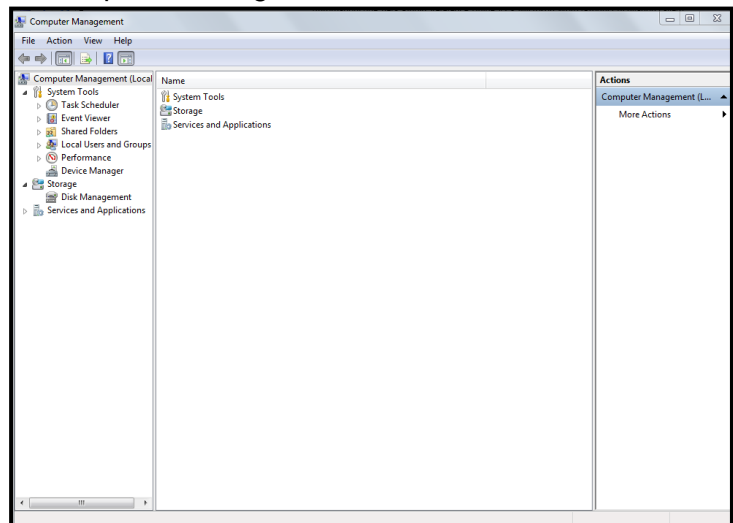 Computer Management
File Action View Help
Computer Management (Local
System Tools
Task Scheduler
Event Viewer
Shared Folders
Local Users and Groups
Performance
Device Manager
Storage
Disk Management
Services and Applications
Name
System Tools
Storage
Services and Applications
Actions
Computer Management (L...
More Actions